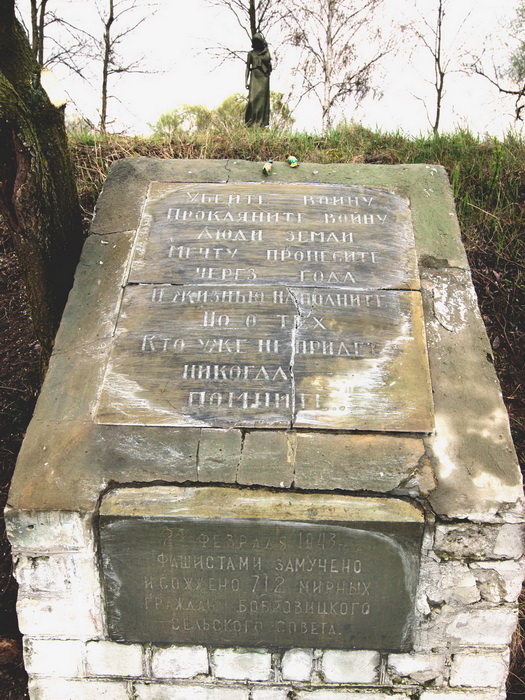 УБЕЙТЕ ВОЙНУ
ПРОКЛЯНИТЕ ВОЙНУ
ЛЮДИ ЗЕМЛИ
МЕЧТУ ПРОНЕСИТЕ
ЧЕРЕЗ ГОДА
И ЖИЗНЬЮ НАПОЛНИТЕ
НО О ТЕХ
КТО УЖЕ НЕ ПРИДЕТ
НИКОГДА
ПОМНИТЕ
ФЕВРАЛЯ 1943
ФАШИСТАМИ ЗАМУЧЕНО
И СОЖЖЕНО 712 МИРНЫХ
ГРАЖДАН БОБРОВИЦКОГО
СЕЛЬСКОГО СОВЕТА.